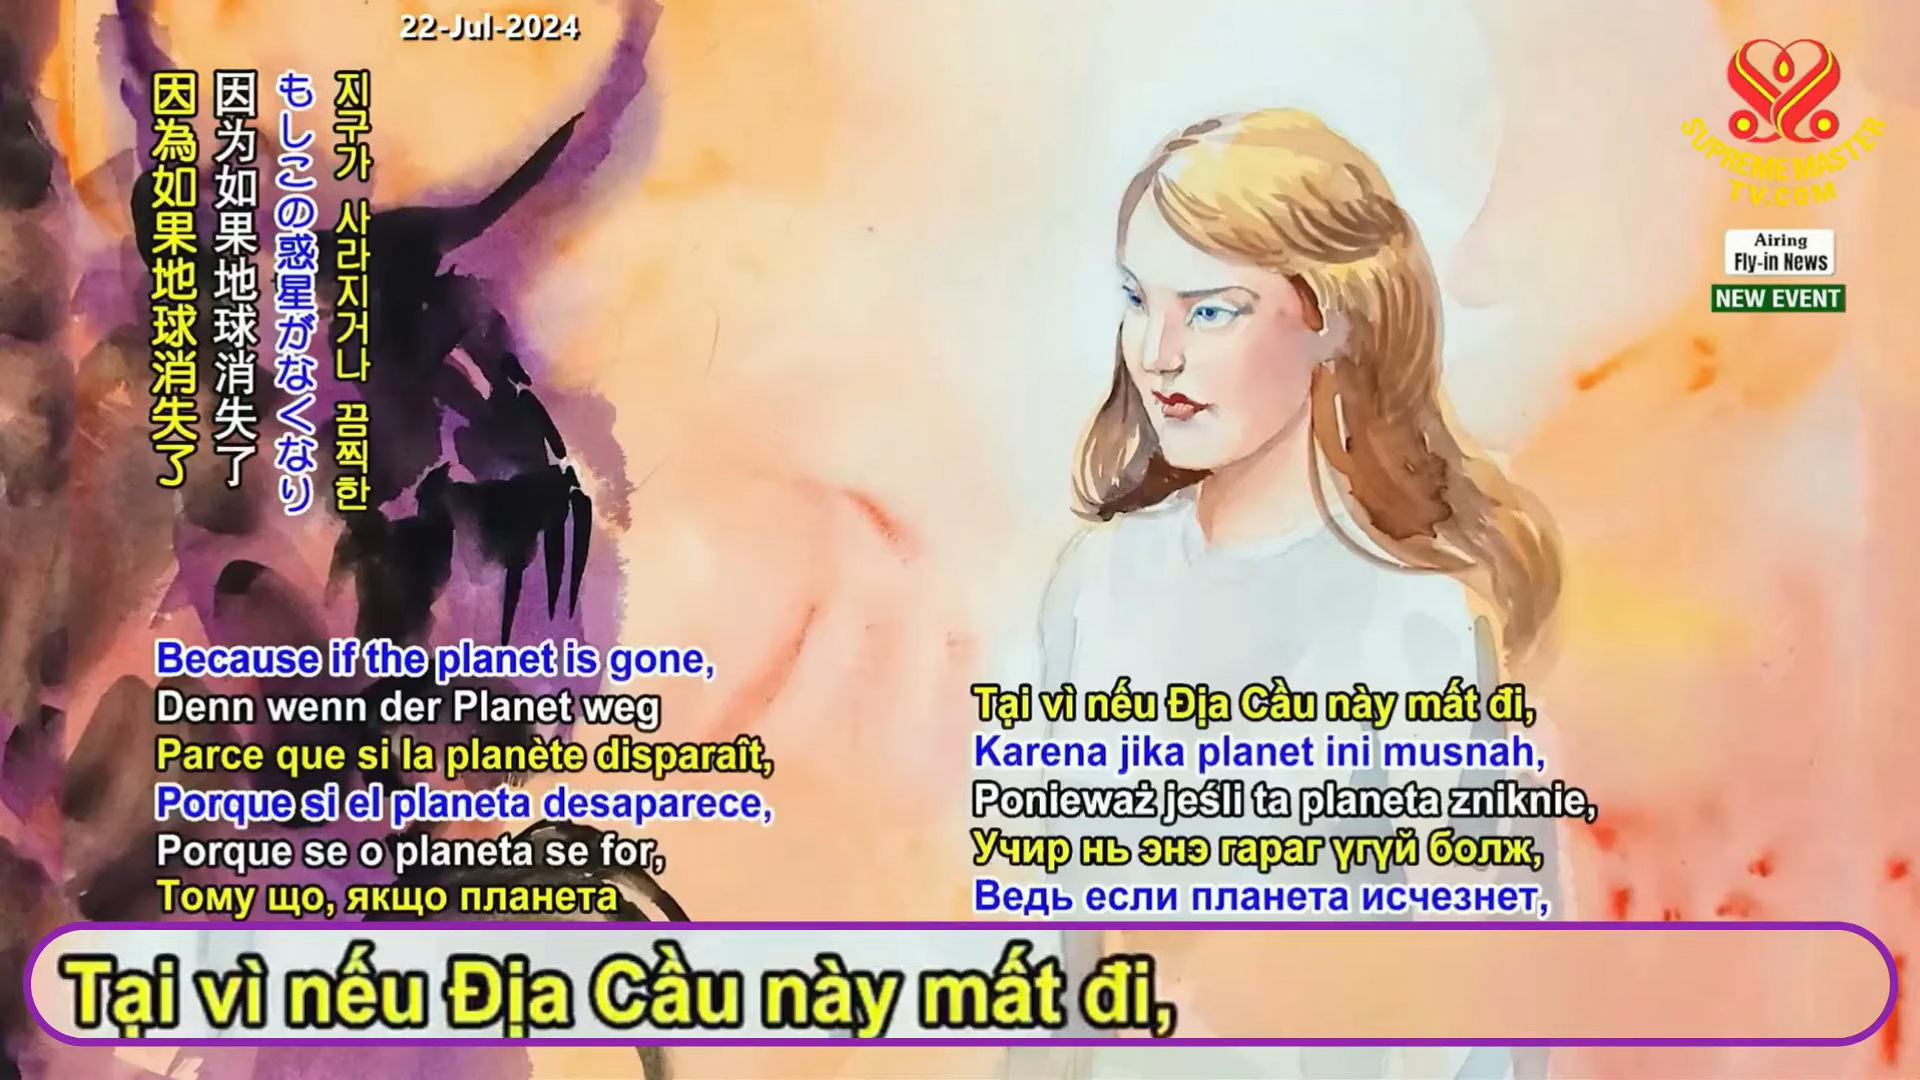 22-Jul-2024
因為如果地球消失了
因为如果地球消失了
もしこの惑星がなくなり
지구가 사라지거나 끔찍한
SUPREME MASTER
TV.COM
Airing
Fly-in News
NEW EVENT
Because if the planet is gone,
Denn wenn der Planet weg
Parce que si la planète disparaît,
Porque si el planeta desaparece,
Porque se o planeta se for,
Тому що, якщо планета
Tại vì nếu Địa Cầu này mất đi,
Karena jika planet ini musnah,
Ponieważ jeśli ta planeta zniknie,
Учир нь энэ гараг үгүй болж,
Ведь если планета исчезнет,
Tại vì nếu Địa Cầu này mất đi,